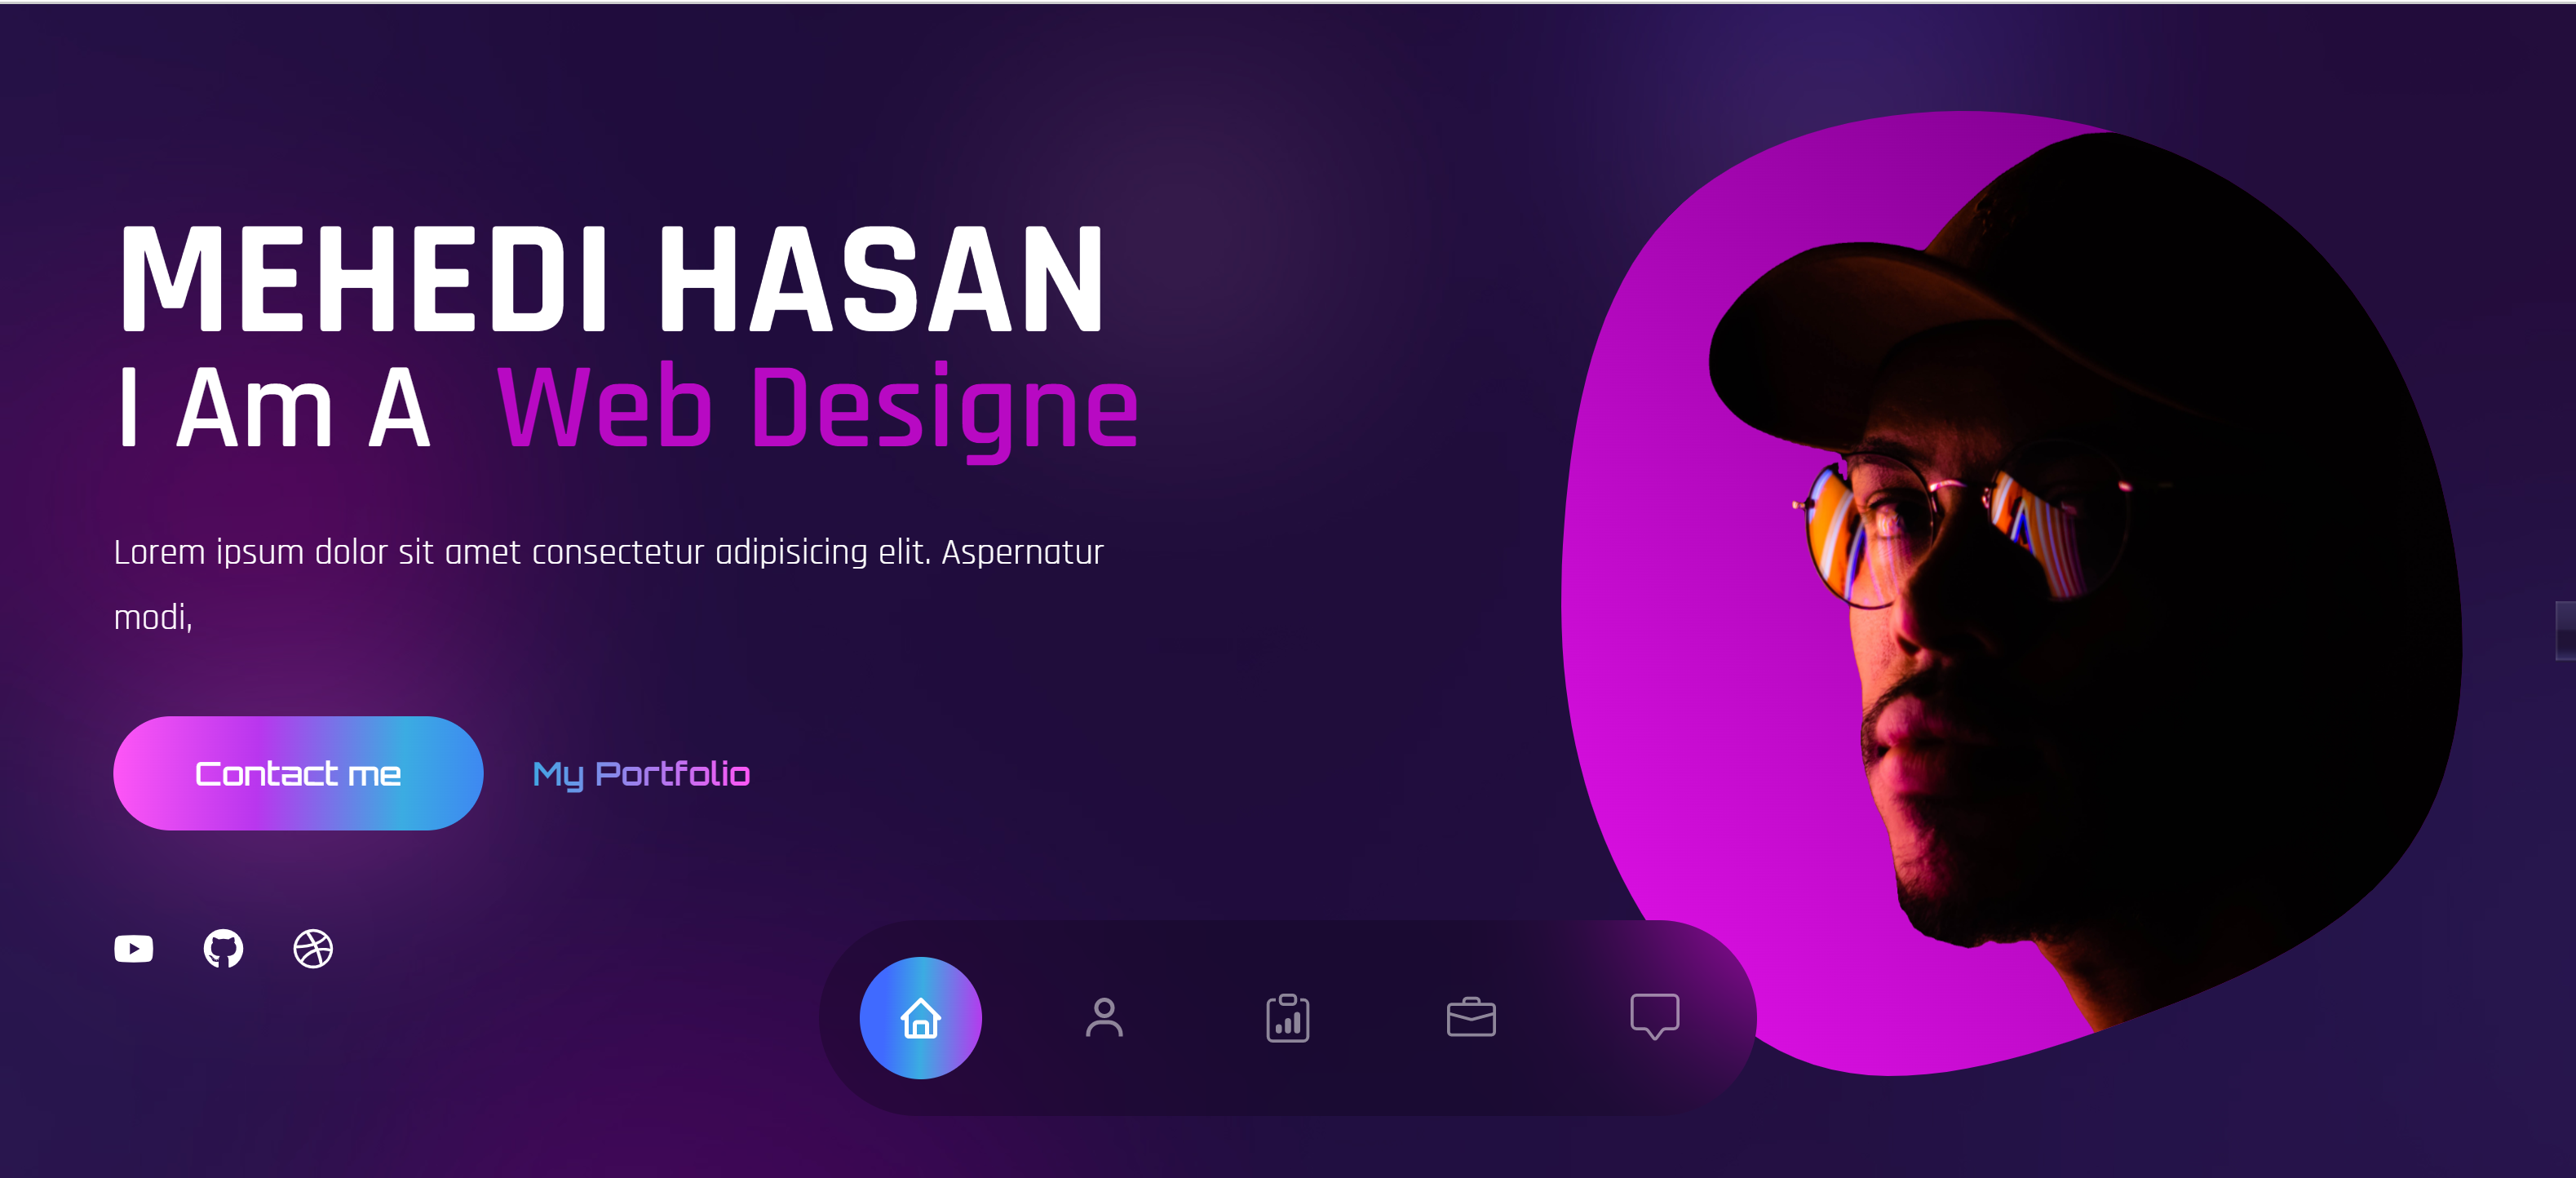 MEHEDI HASAN
I Am A Web Designe
Lorem ipsum dolor sit amet consectetur adipisicing elit. Aspernatur
modi,
Contact me
My Portfolio